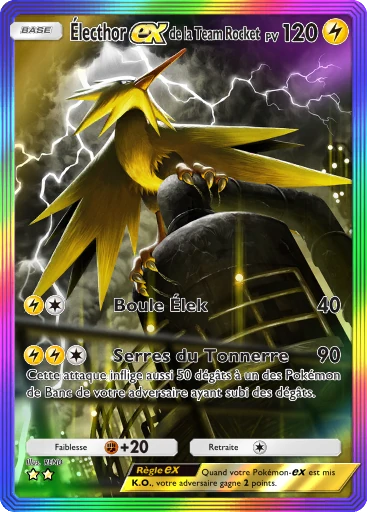 BASE Électhor ex de la Team Rocket PV 120
Boule Élek 40
Serres du Tonnerre 90
Cette attaque inflige aussi 50 dégâts à un des Pokémon
de Banc de votre adversaire ayant subi des dégâts.
Faiblesse +20 Retraite
Illus. KENO
Règle ex Quand votre Pokémon-ex est mis
K.O., votre adversaire gagne 2 points.